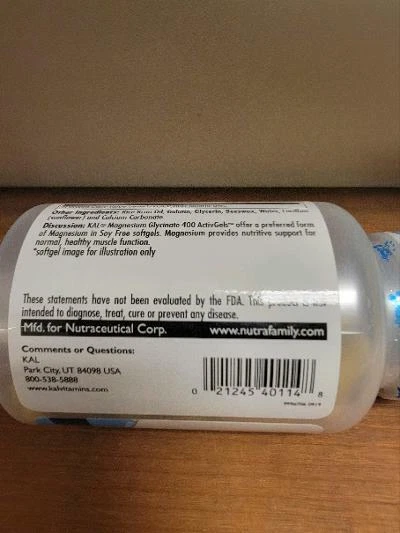 Other Ingredients: Rice Bran Oil, Gelatin, Glycerin, Beeswax, Water, Lecithin
(sunflower) and Calcium Carbonate.
Discussion: KAL® Magnesium Glycinate 400 ActivGels™ offer a preferred form
of Magnesium in Soy Free softgels. Magnesium provides nutritive support for
normal, healthy muscle function.
*softgel image for illustration only
These statements have not been evaluated by the FDA. This product is not
intended to diagnose, treat, cure or prevent any disease.
Mfd. for Nutraceutical Corp. www.nutrafamily.com
Comments or Questions:
KAL
Park City, UT 84098 USA
800-538-5888
www.kalvitamins.com
0 21245 40114 8